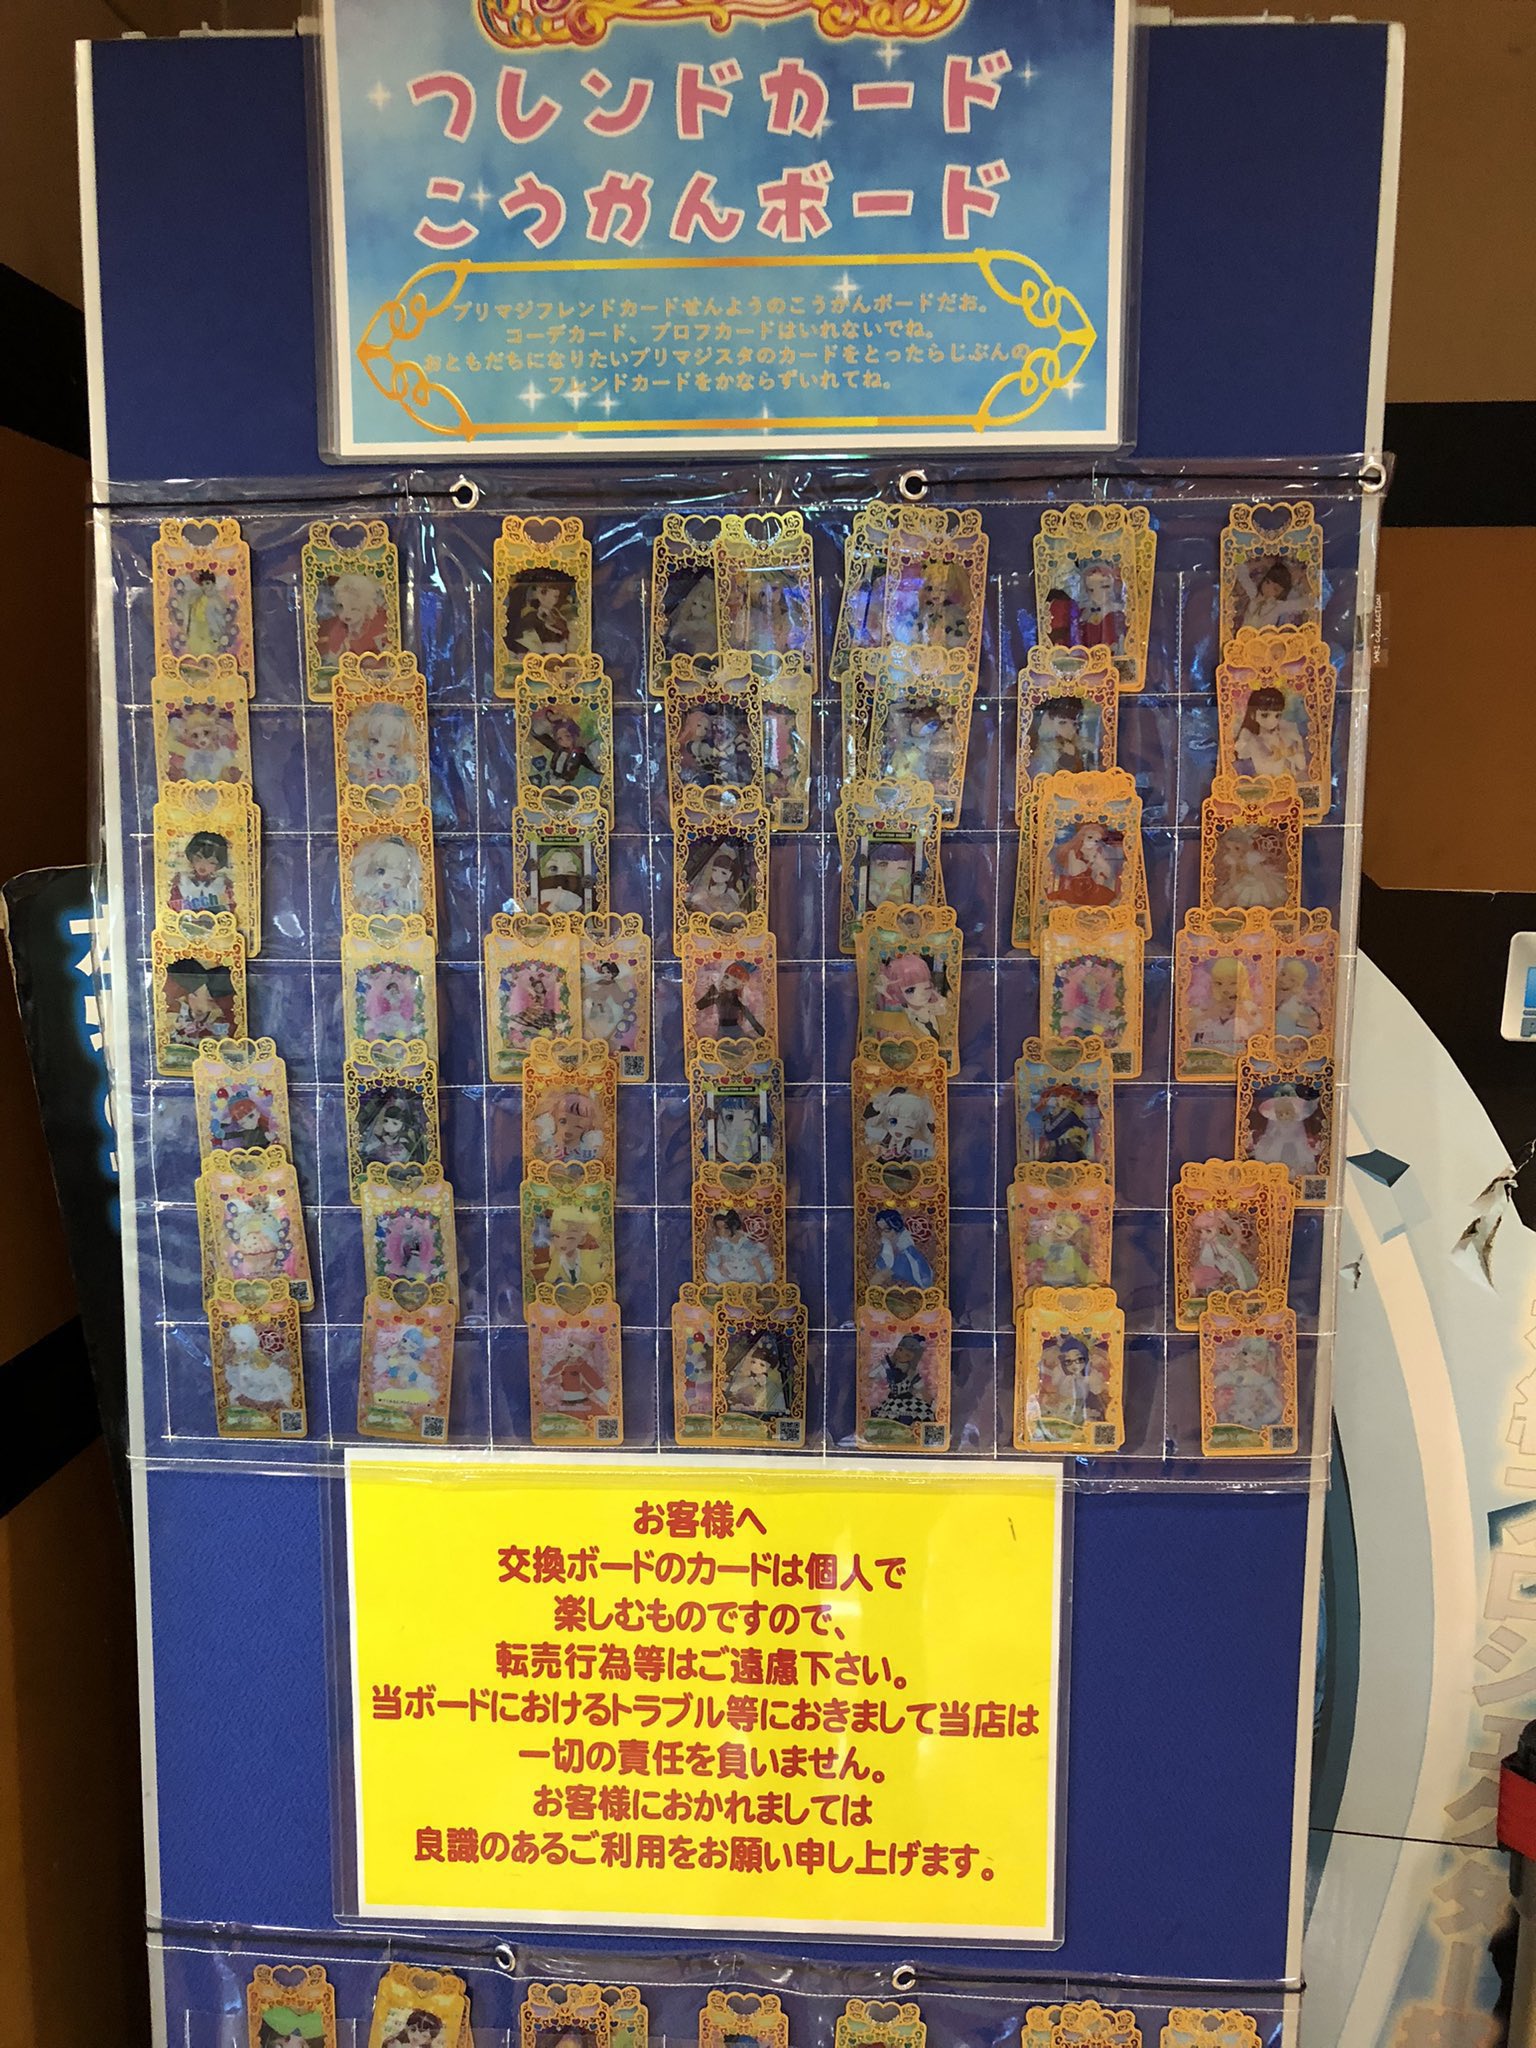 フレンドカード
こうかんボード
プリマジフレンドカードせんようのこうかんボードだお。
コーデカード、プロフカードはいれないでね。
おともだちになりたいプリマジスタのカードをとったらじぶんの
フレンドカードをかならずいれてね。
お客様へ
交換ボードのカードは個人で
楽しむものですので、
転売行為等はご遠慮下さい。
当ボードにおけるトラブル等におきまして当店は
一切の責任を負いません。
お客様におかれましては
良識のあるご利用をお願い申し上げます。